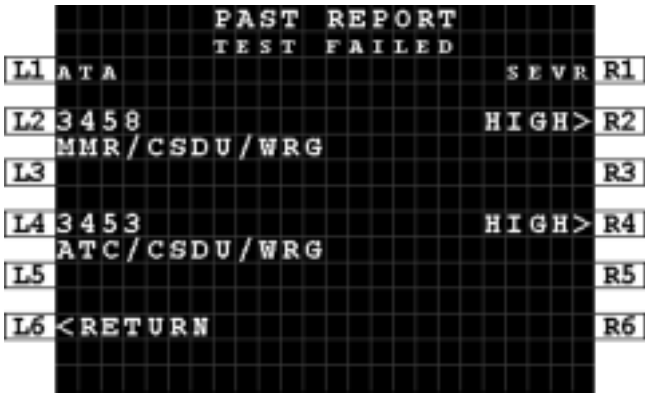 PAST REPORT
TEST FAILED
L1 ATA SEVR R1
L2 3458 HIGH> R2
MMR/CSDU/WRG
L3 R3
L4 3453 HIGH> R4
ATC/CSDU/WRG
L5 R5
L6 <RETURN R6